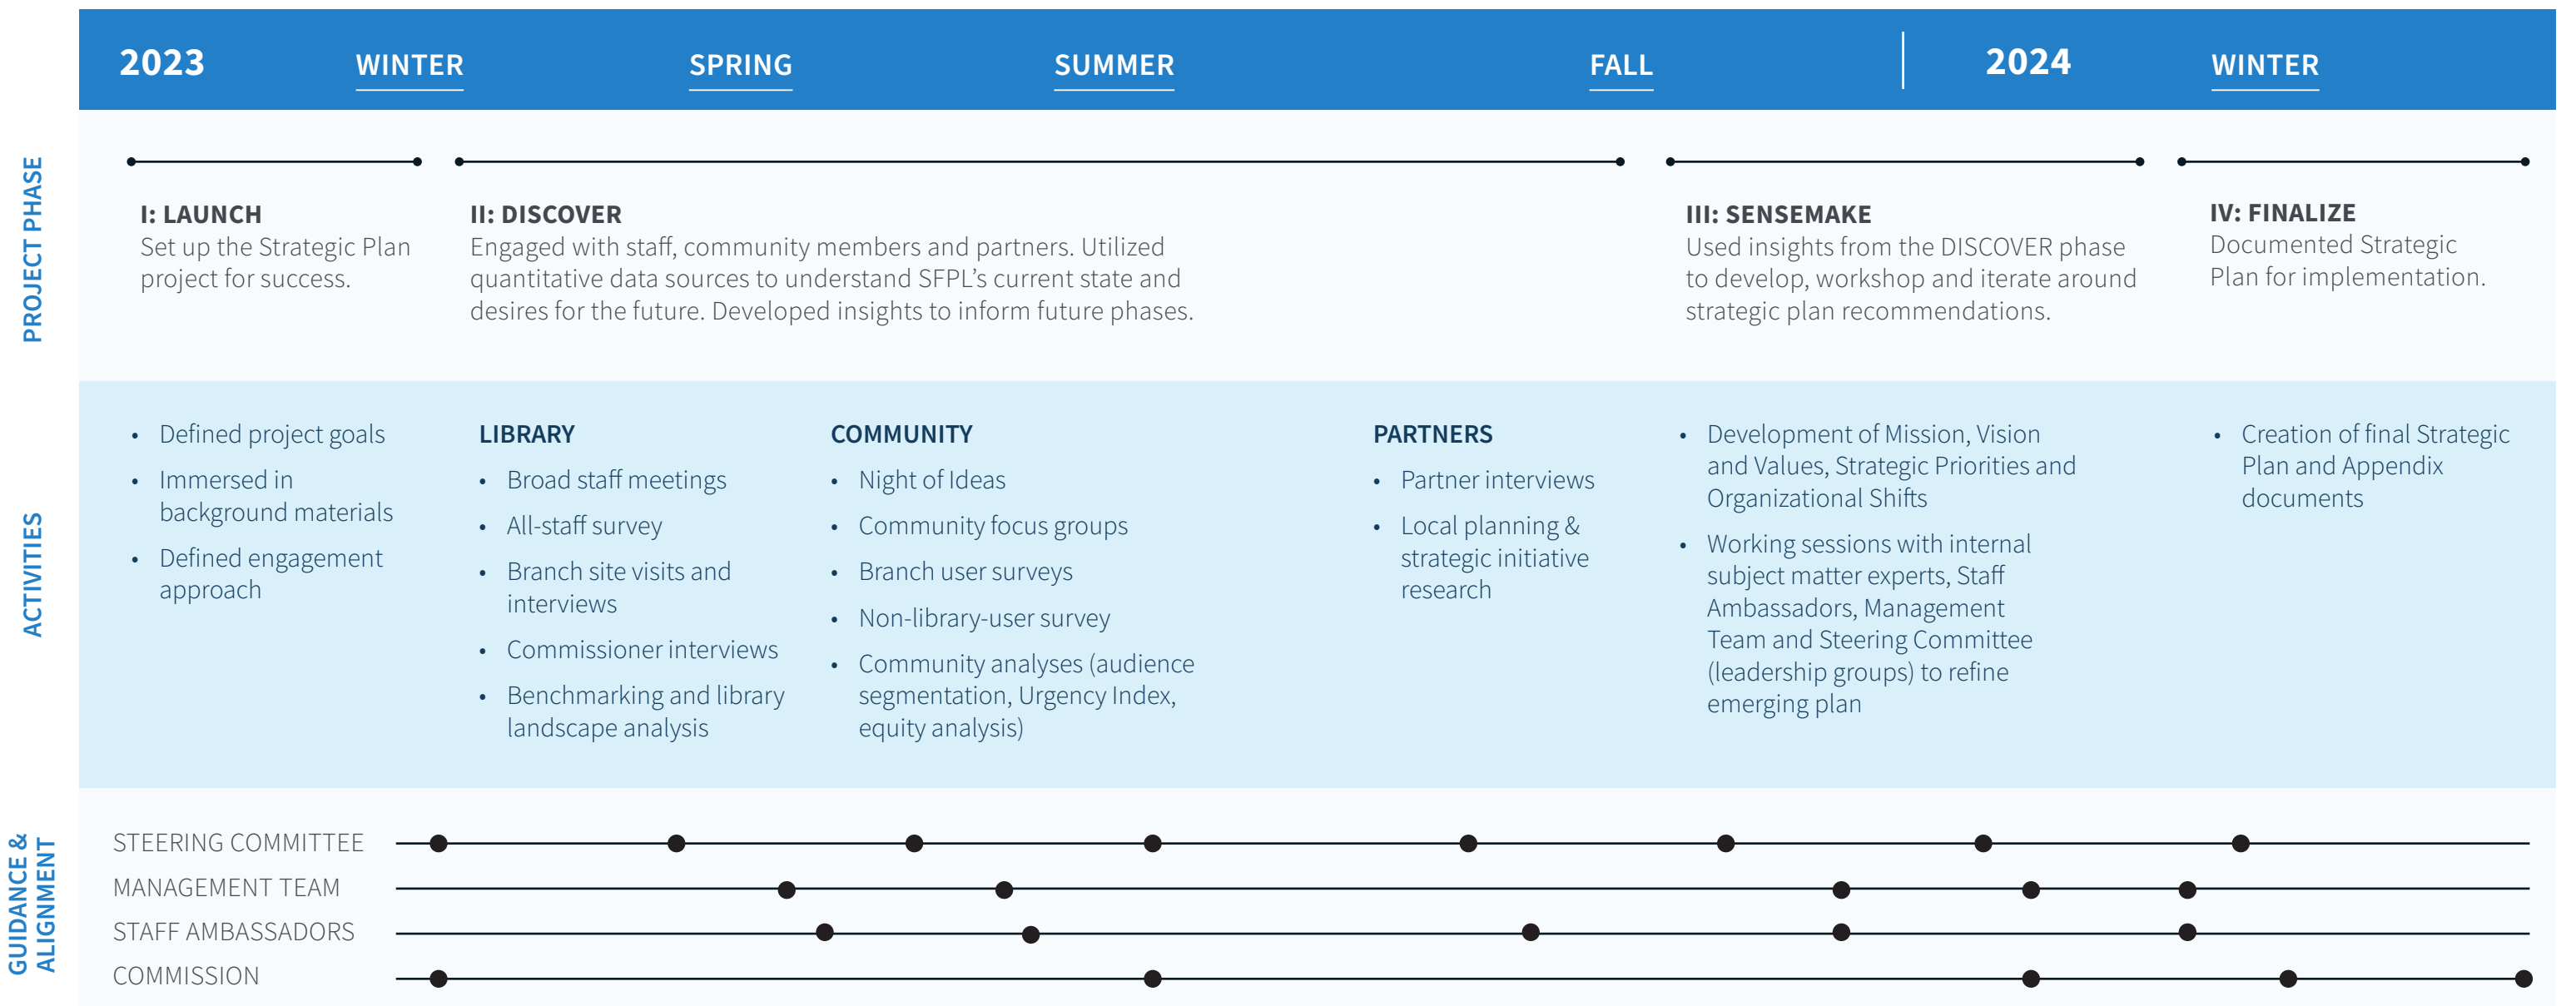 2023 WINTER SPRING SUMMER FALL 2024 WINTER
PROJECT PHASE
I: LAUNCH
Set up the Strategic Plan
project for success.
II: DISCOVER
Engaged with staff, community members and partners. Utilized
quantitative data sources to understand SFPL’s current state and
desires for the future. Developed insights to inform future phases.
III: SENSEMAKE
Used insights from the DISCOVER phase
to develop, workshop and iterate around
strategic plan recommendations.
IV: FINALIZE
Documented Strategic
Plan for implementation.
ACTIVITIES
• Defined project goals
• Immersed in
background materials
• Defined engagement
approach
LIBRARY
• Broad staff meetings
• All-staff survey
• Branch site visits and
interviews
• Commissioner interviews
• Benchmarking and library
landscape analysis
COMMUNITY
• Night of Ideas
• Community focus groups
• Branch user surveys
• Non-library-user survey
• Community analyses (audience
segmentation, Urgency Index,
equity analysis)
PARTNERS
• Partner interviews
• Local planning &
strategic initiative
research
• Development of Mission, Vision
and Values, Strategic Priorities and
Organizational Shifts
• Working sessions with internal
subject matter experts, Staff
Ambassadors, Management
Team and Steering Committee
(leadership groups) to refine
emerging plan
• Creation of final Strategic
Plan and Appendix
documents
GUIDANCE &
ALIGNMENT
STEERING COMMITTEE
MANAGEMENT TEAM
STAFF AMBASSADORS
COMMISSION